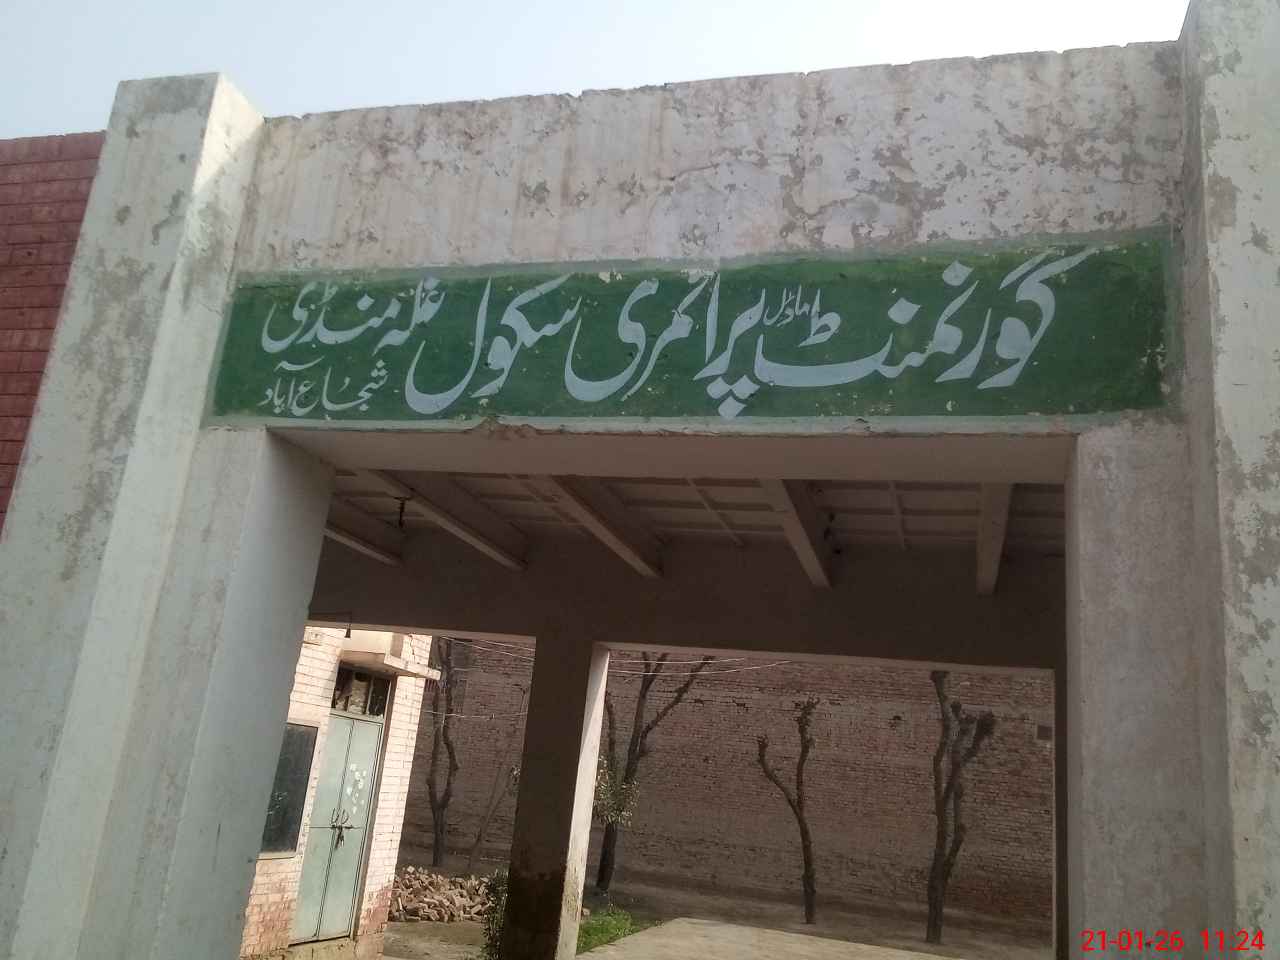 گورنمنٹ ماڈل پرائمری سکول غلہ منڈی
شجاع آباد
21-01-26 11:24